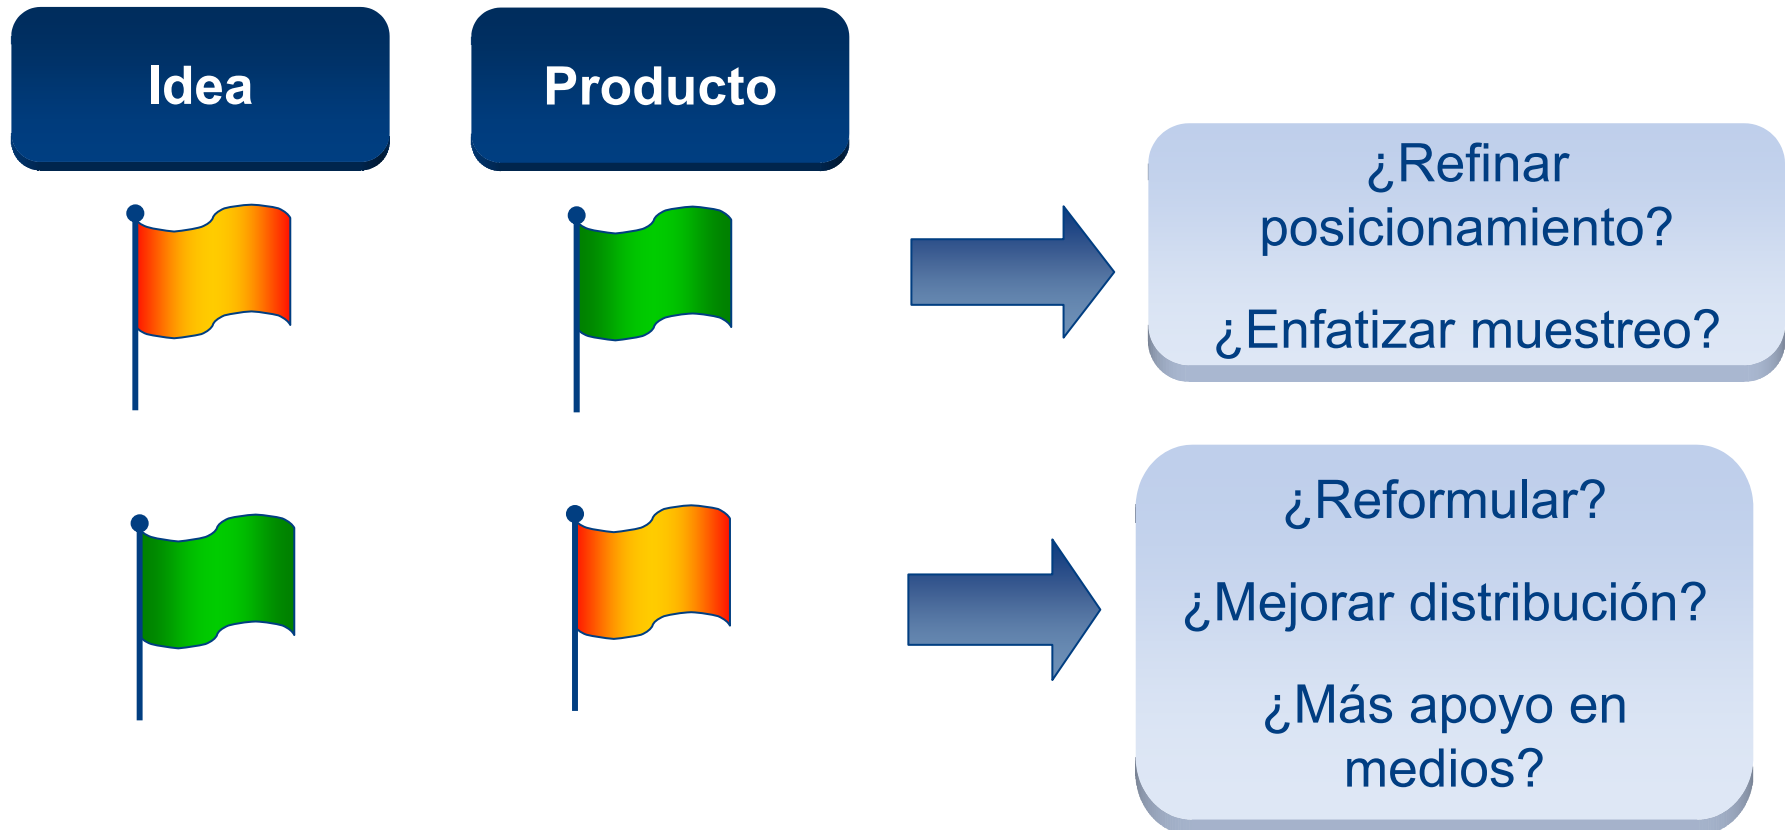 Idea
Producto
¿Refinar
posicionamiento?
¿Enfatizar muestreo?
¿Reformular?
¿Mejorar distribución?
¿Más apoyo en
medios?